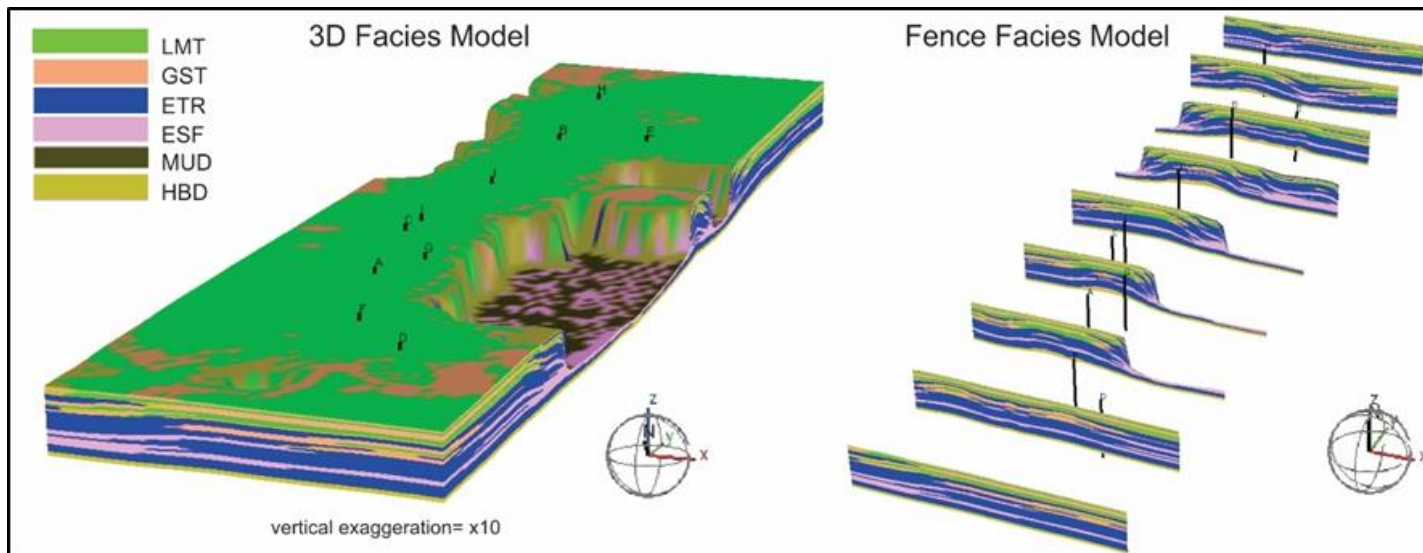 3D Facies Model
Fence Facies Model
LMT
GST
ETR
ESF
MUD
HBD
H
B
E
A
F
D
z
N
y
x
z
x
vertical exaggeration= x10